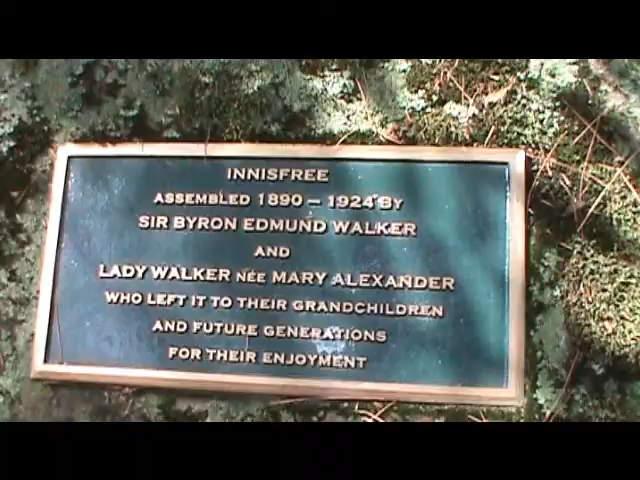 INNISFREE
ASSEMBLED 1890 – 1924 BY
SIR BYRON EDMUND WALKER
AND
LADY WALKER NÉE MARY ALEXANDER
WHO LEFT IT TO THEIR GRANDCHILDREN
AND FUTURE GENERATIONS
FOR THEIR ENJOYMENT